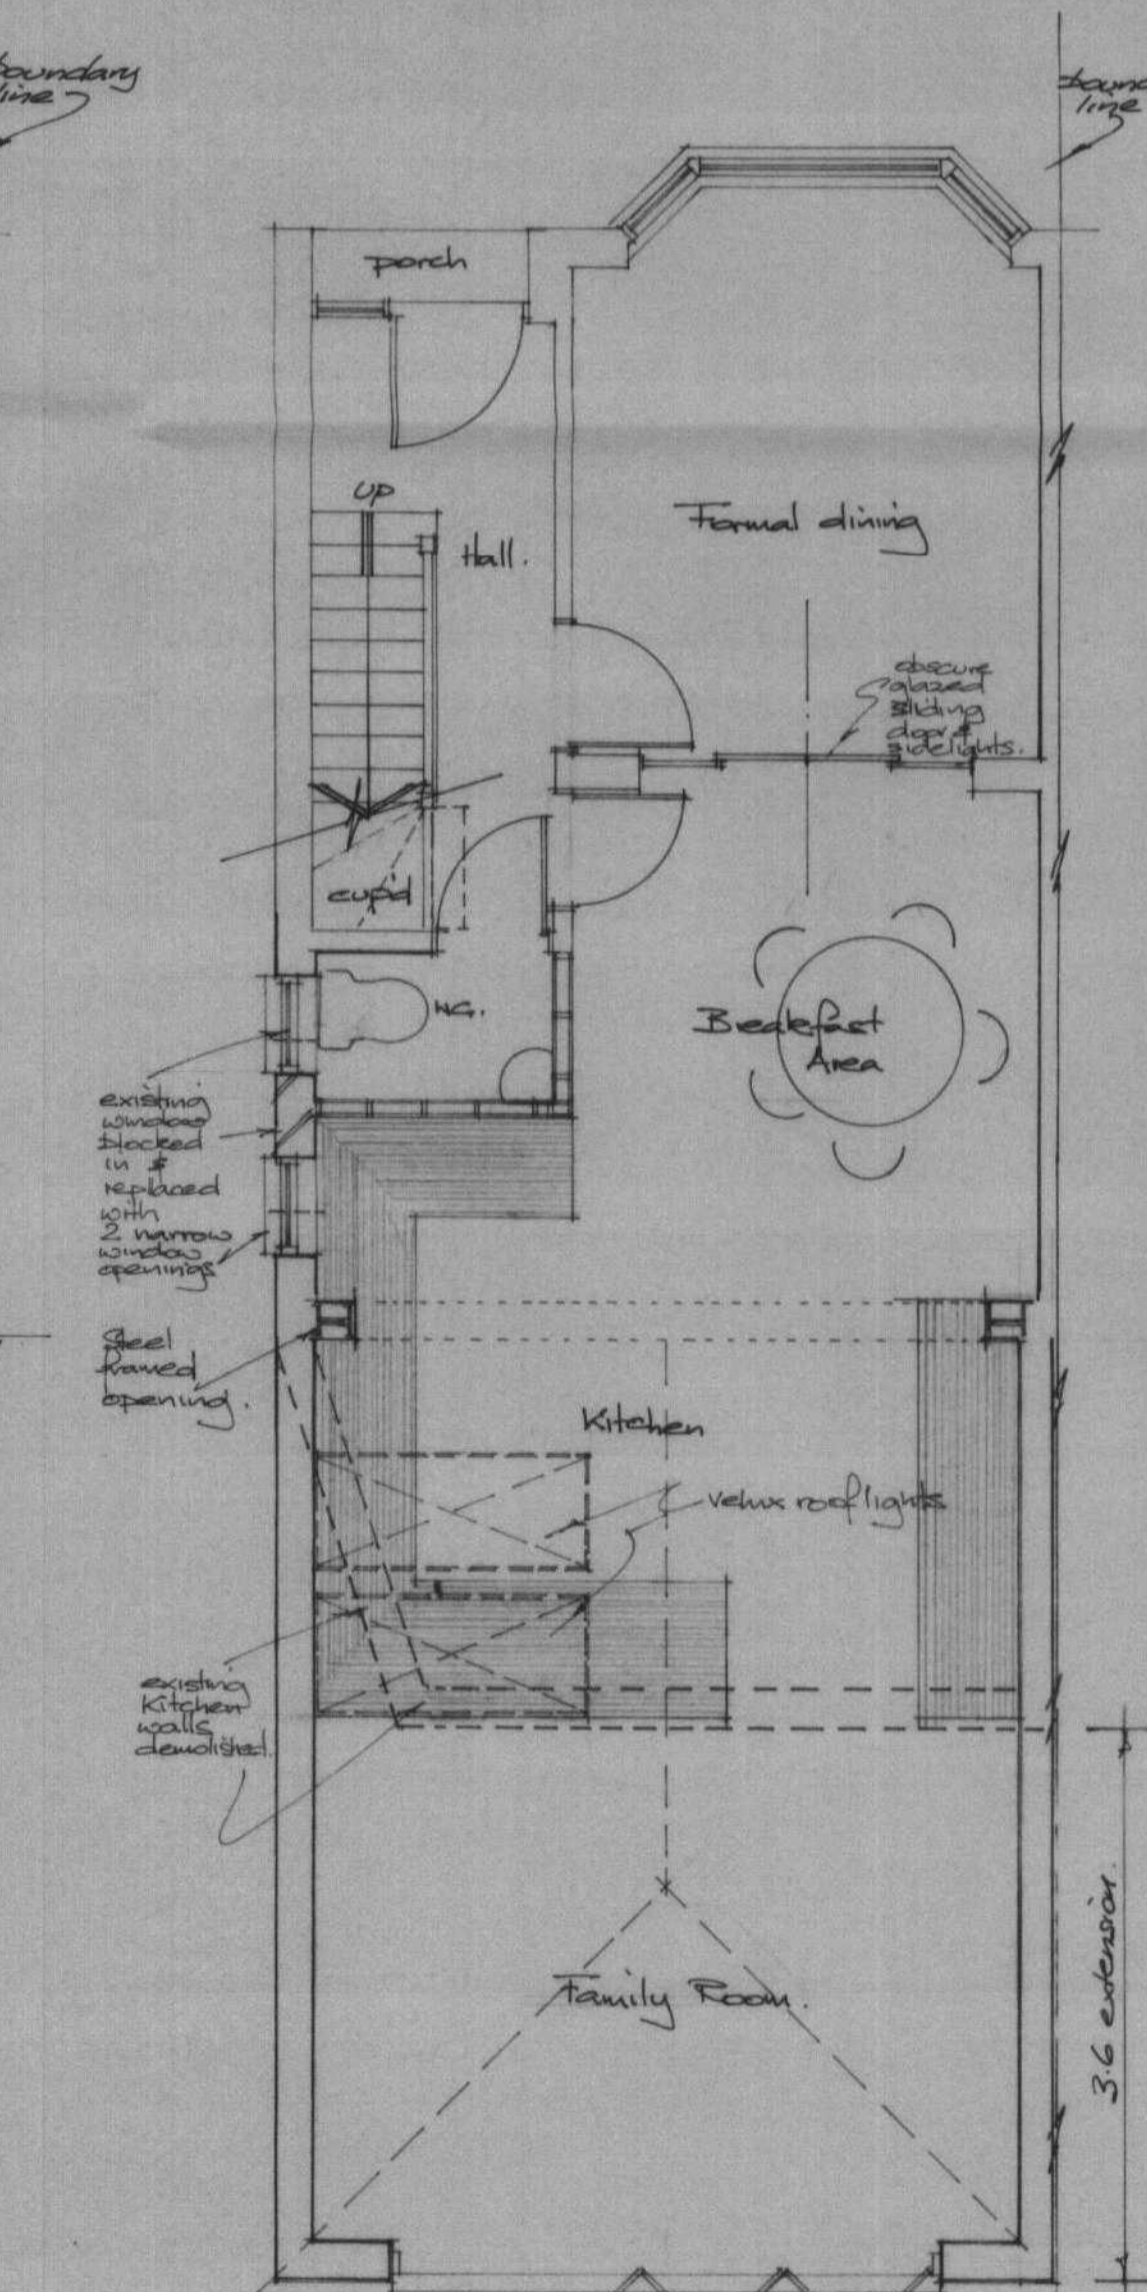 boundary
line
line
porch
UP
Hall.
Formal dining
obscure
glazed
sliding
door &
sidelights.
cup'd
W.C.
Breakfast
Area
existing
window
blocked
in &
replaced
with
2 narrow
window
openings
Steel
framed
opening.
Kitchen
velux rooflights
existing
Kitchen
walls
demolished.
3.6 extension.
Family Room.